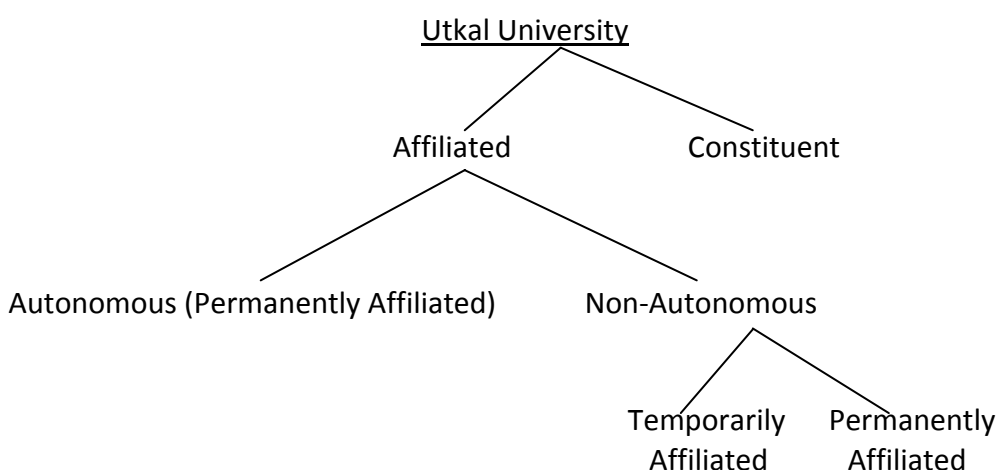 Utkal University
Affiliated Constituent
Autonomous (Permanently Affiliated) Non-Autonomous
Temporarily Permanently
Affiliated Affiliated